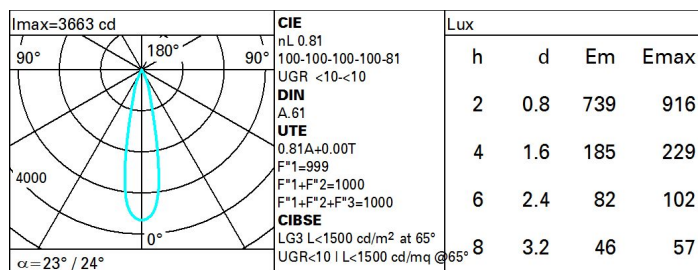 Imax=3663 cd
90°
180°
90°
4000
0°
α=23° / 24°
CIE
nL 0.81
100-100-100-100-81
UGR <10-<10
DIN
A.61
UTE
0.81A+0.00T
F"1=999
F"1+F"2=1000
F"1+F"2+F"3=1000
CIBSE
LG3 L<1500 cd/m² at 65°
UGR<10 | L<1500 cd/mq @65°
Lux
h d Em Emax
2 0.8 739 916
4 1.6 185 229
6 2.4 82 102
8 3.2 46 57